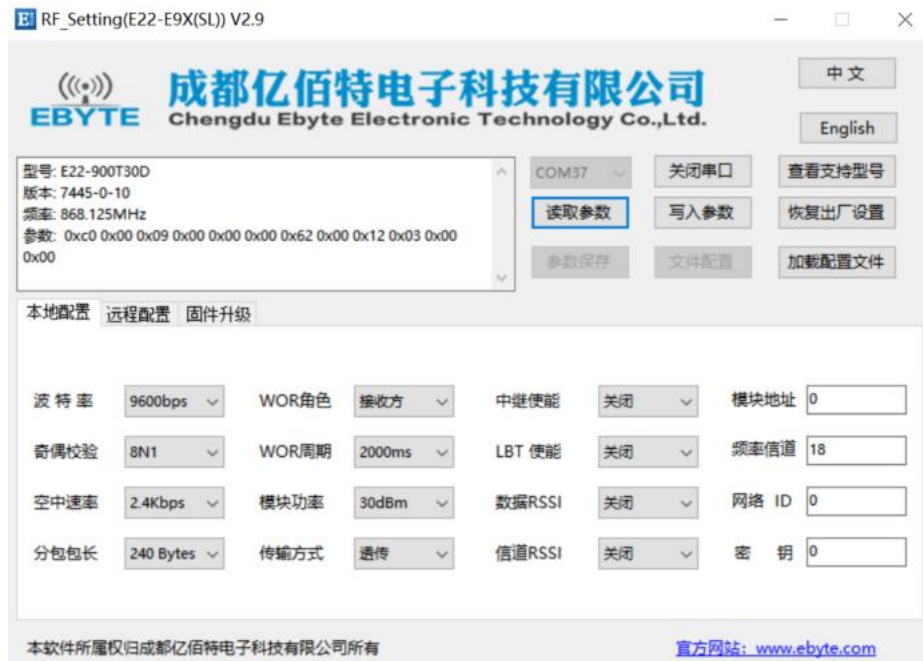 RF_Setting(E22-E9X(SL)) V2.9
EBYTE
成都亿佰特电子科技有限公司
Chengdu Ebyte Electronic Technology Co.,Ltd.
中文
English
型号: E22-900T30D
版本: 7445-0-10
频率: 868.125MHz
参数: 0xc0 0x00 0x09 0x00 0x00 0x00 0x62 0x00 0x12 0x03 0x00
0x00
COM37 关闭串口 查看支持型号
读取参数 写入参数 恢复出厂设置
参数保存 文件配置 加载配置文件
本地配置 远程配置 固件升级
波特率 9600bps WOR角色 接收方 中继使能 关闭 模块地址 0
奇偶校验 8N1 WOR周期 2000ms LBT 使能 关闭 频率信道 18
空中速率 2.4Kbps 模块功率 30dBm 数据RSSI 关闭 网络 ID 0
分包包长 240 Bytes 传输方式 透传 信道RSSI 关闭 密 钥 0
本软件所属权归成都亿佰特电子科技有限公司所有 官方网站: www.ebyte.com